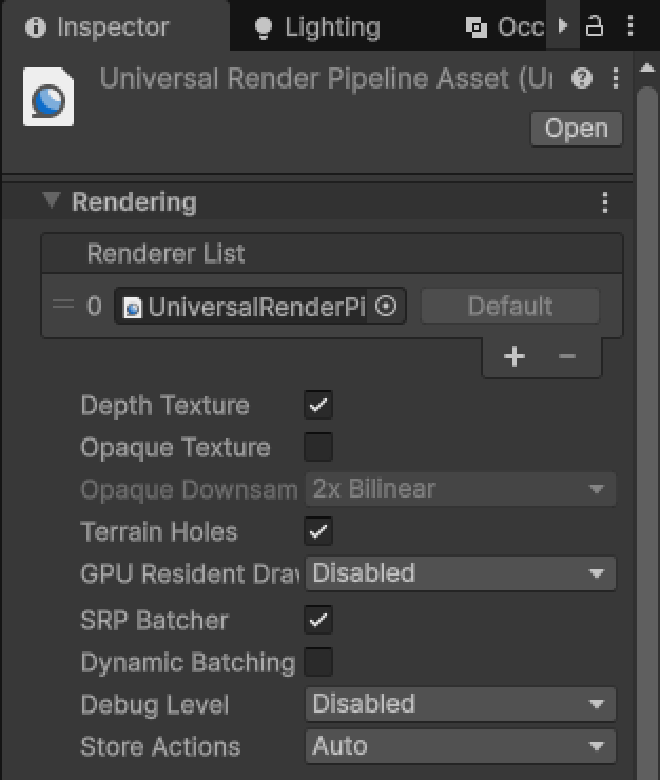 Inspector Lighting Occ
Universal Render Pipeline Asset (Ur
Open
Rendering
Renderer List
0 UniversalRenderPi Default
Depth Texture
Opaque Texture
Opaque Downsam 2x Bilinear
Terrain Holes
GPU Resident Drav Disabled
SRP Batcher
Dynamic Batching
Debug Level Disabled
Store Actions Auto